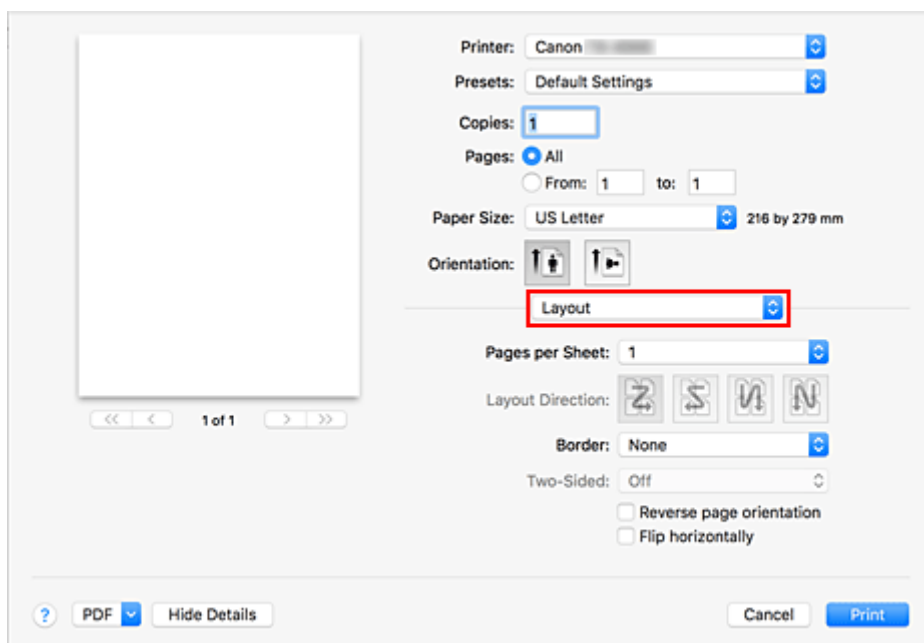 Printer: Canon
Presets: Default Settings
Copies: 1
Pages: All
From: 1 to: 1
Paper Size: US Letter 216 by 279 mm
Orientation:
Layout
Pages per Sheet: 1
Layout Direction:
Border: None
Two-Sided: Off
Reverse page orientation
Flip horizontally
1 of 1
? PDF Hide Details Cancel Print